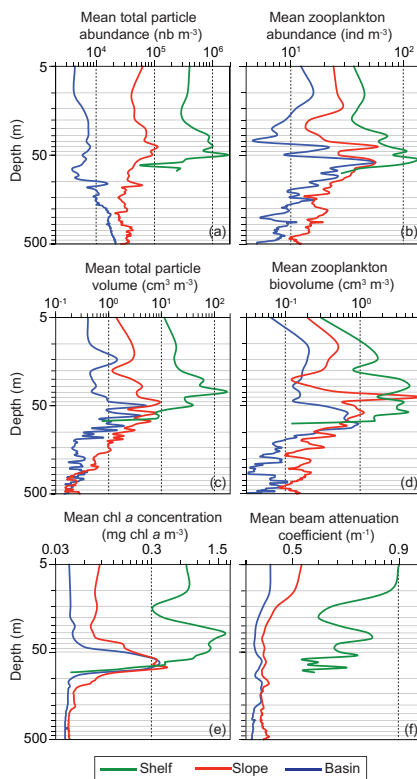 Mean total particle
abundance (nb m⁻³)
10⁴ 10⁵ 10⁶
5
50
500
Depth (m)
(a)
Mean zooplankton
abundance (ind m⁻³)
10¹ 10²
(b)
Mean total particle
volume (cm³ m⁻³)
10⁻¹ 10⁰ 10¹ 10²
5
50
500
Depth (m)
(c)
Mean zooplankton
biovolume (cm³ m⁻³)
10⁻¹ 10⁰
(d)
Mean chl a concentration
(mg chl a m⁻³)
0.03 0.3 1.5
5
50
500
Depth (m)
(e)
Mean beam attenuation
coefficient (m⁻¹)
0.5 0.9
(f)
Shelf Slope Basin